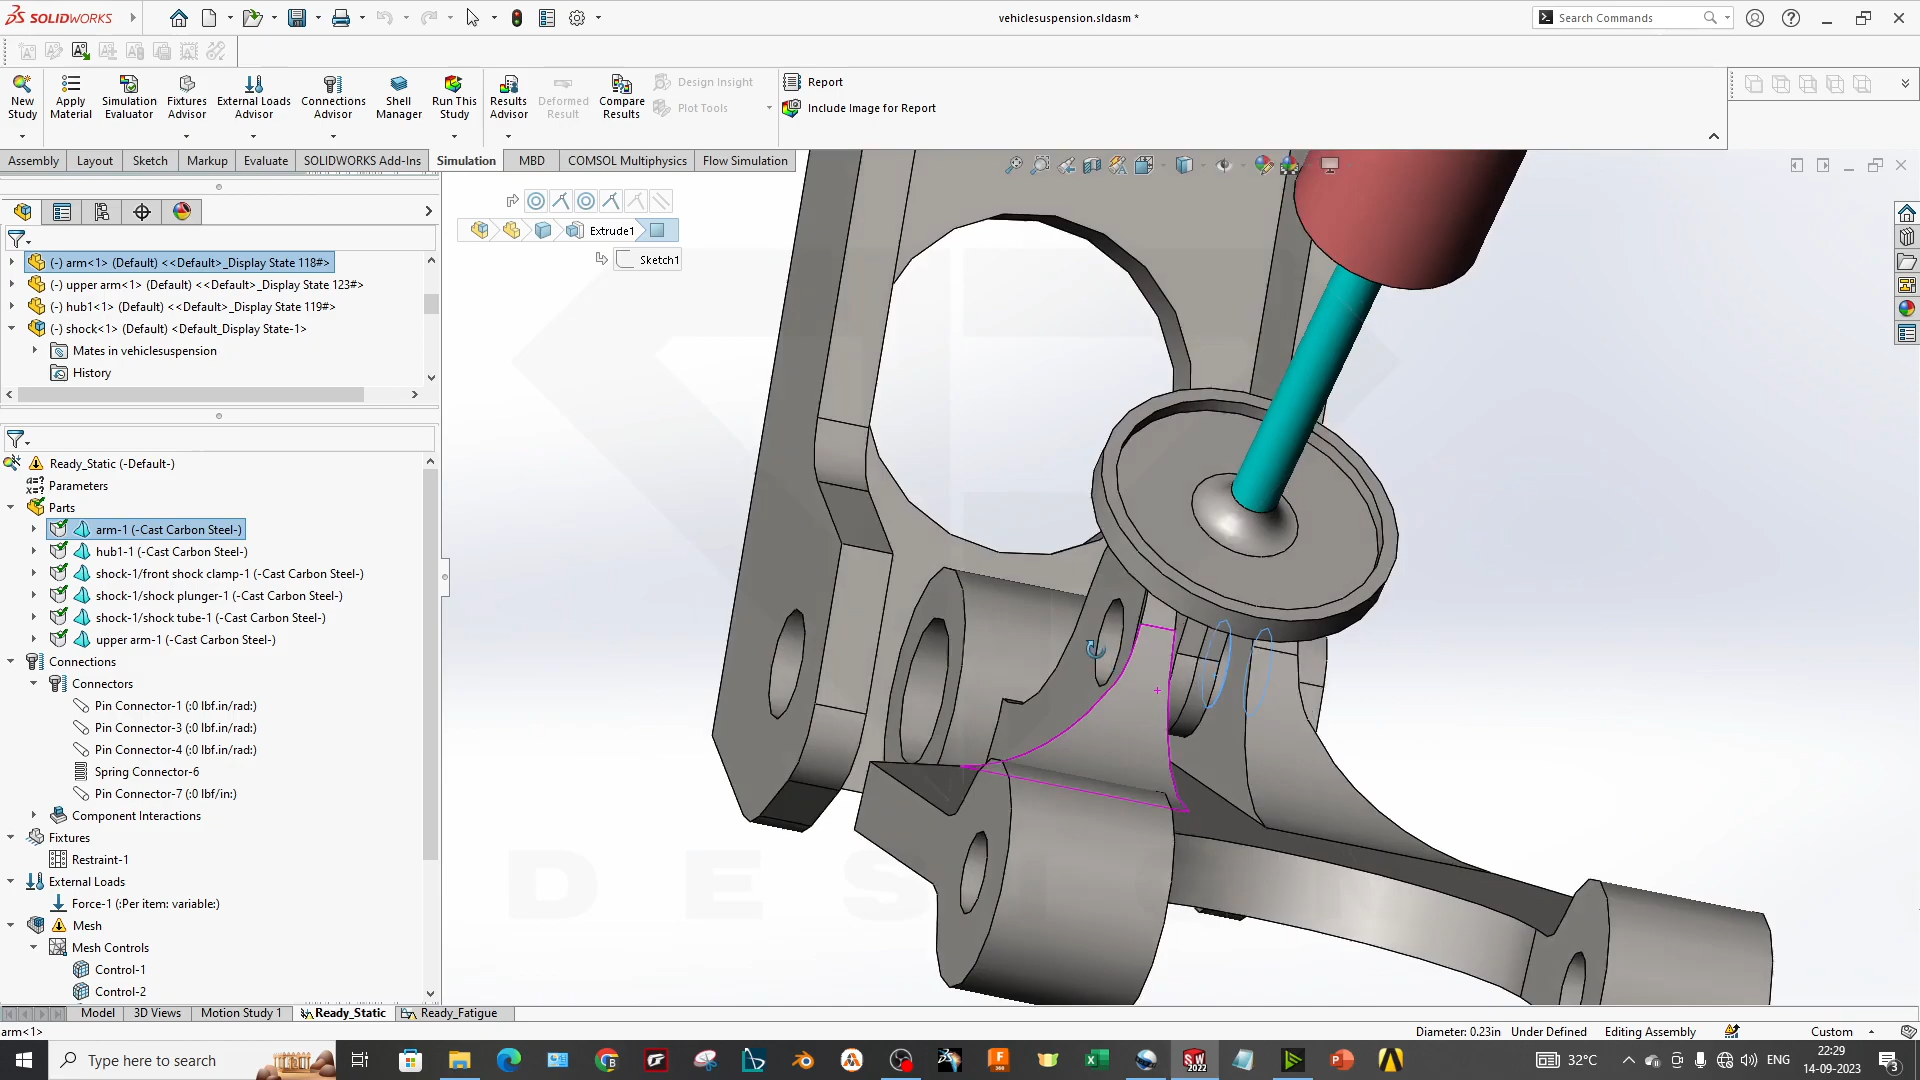 SOLIDWORKS
vehiclesuspension.sldasm *
Search Commands
New Study
Apply Material
Simulation Evaluator
Fixtures Advisor
External Loads Advisor
Connections Advisor
Shell Manager
Run This Study
Results Advisor
Deformed Result
Compare Results
Design Insight
Plot Tools
Report
Include Image for Report
Assembly
Layout
Sketch
Markup
Evaluate
SOLIDWORKS Add-Ins
Simulation
MBD
COMSOL Multiphysics
Flow Simulation
Extrude1
Sketch1
(-) arm<1> (Default) <<Default>_Display State 118#>
(-) upper arm<1> (Default) <<Default>_Display State 123#>
(-) hub1<1> (Default) <<Default>_Display State 119#>
(-) shock<1> (Default) <Default_Display State-1>
Mates in vehiclesuspension
History
Ready_Static (-Default-)
Parameters
Parts
arm-1 (-Cast Carbon Steel-)
hub1-1 (-Cast Carbon Steel-)
shock-1/front shock clamp-1 (-Cast Carbon Steel-)
shock-1/shock plunger-1 (-Cast Carbon Steel-)
shock-1/shock tube-1 (-Cast Carbon Steel-)
upper arm-1 (-Cast Carbon Steel-)
Connections
Connectors
Pin Connector-1 (:0 lbf.in/rad:)
Pin Connector-3 (:0 lbf.in/rad:)
Pin Connector-4 (:0 lbf.in/rad:)
Spring Connector-6
Pin Connector-7 (:0 lbf/in:)
Component Interactions
Fixtures
Restraint-1
External Loads
Force-1 (:Per item: variable:)
Mesh
Mesh Controls
Control-1
Control-2
DESIGN
Model
3D Views
Motion Study 1
Ready_Static
Ready_Fatigue
arm<1>
Diameter: 0.23in
Under Defined
Editing Assembly
Custom
Type here to search
32°C
ENG
22:29
14-09-2023
3